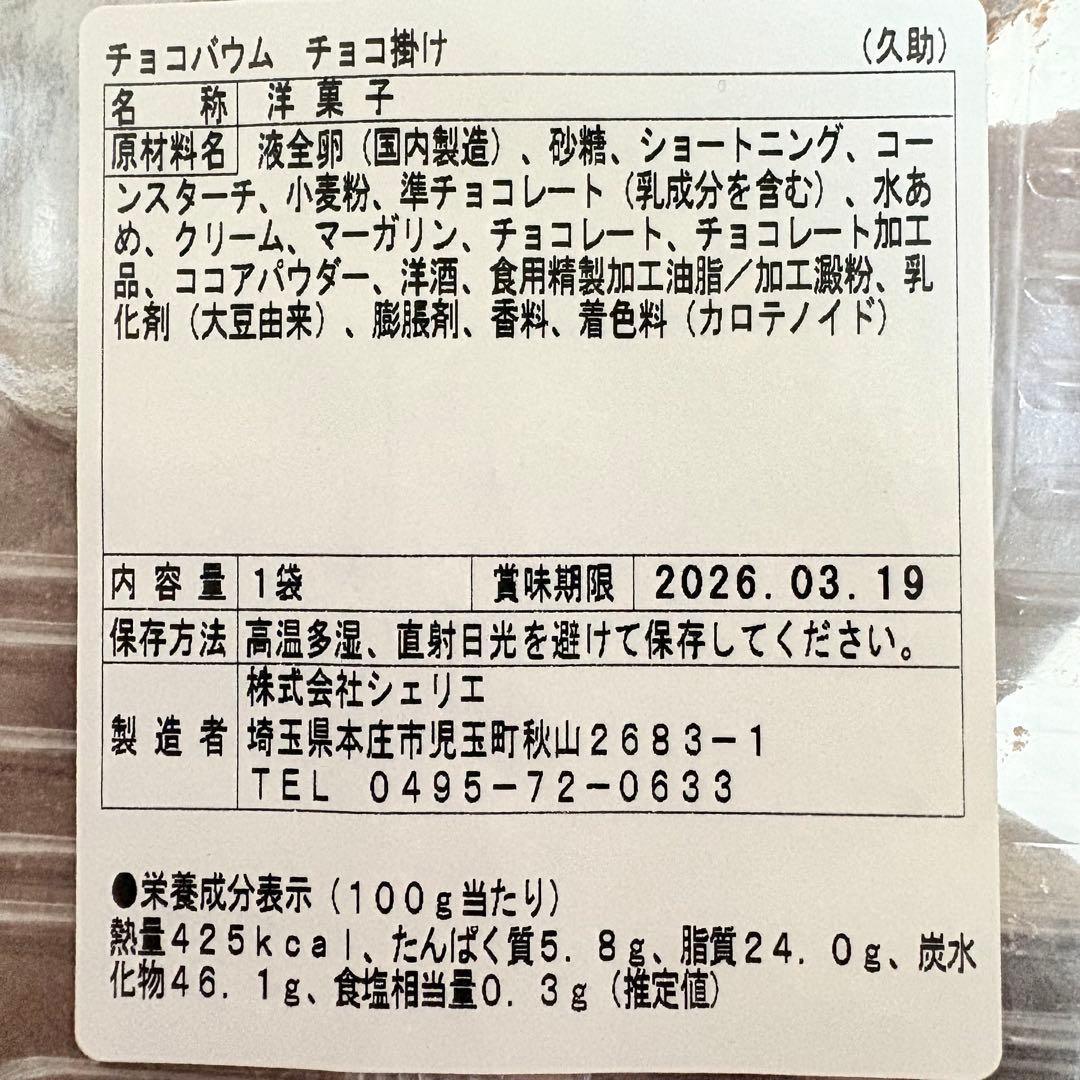 チョコバウム　チョコ掛け　（久助）
名　称　洋菓子
原材料名　液全卵（国内製造）、砂糖、ショートニング、コー
ンスターチ、小麦粉、準チョコレート（乳成分を含む）、水あ
め、クリーム、マーガリン、チョコレート、チョコレート加工
品、ココアパウダー、洋酒、食用精製加工油脂／加工澱粉、乳
化剤（大豆由来）、膨脹剤、香料、着色料（カロテノイド）
内容量　1袋　賞味期限　2026.03.19
保存方法　高温多湿、直射日光を避けて保存してください。
株式会社シェリエ
製造者　埼玉県本庄市児玉町秋山２６８３−１
ＴＥＬ　０４９５−７２−０６３３
●栄養成分表示（１００ｇ当たり）
熱量４２５ｋｃａｌ、たんぱく質５．８ｇ、脂質２４．０ｇ、炭水
化物４６．１ｇ、食塩相当量０．３ｇ（推定値）